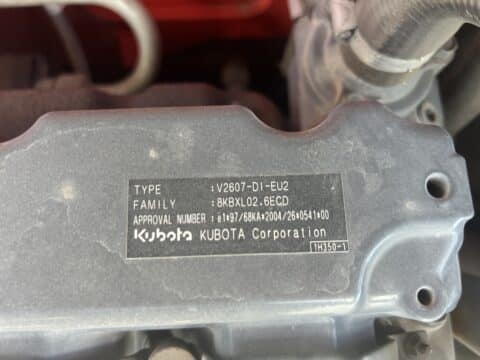 TYPE :V2607-DI-EU2
FAMILY :8KBXL02.6ECD
APPROVAL NUMBER :e1*97/68KA*2004/26*0541*00
Kubota KUBOTA Corporation
1H350-1